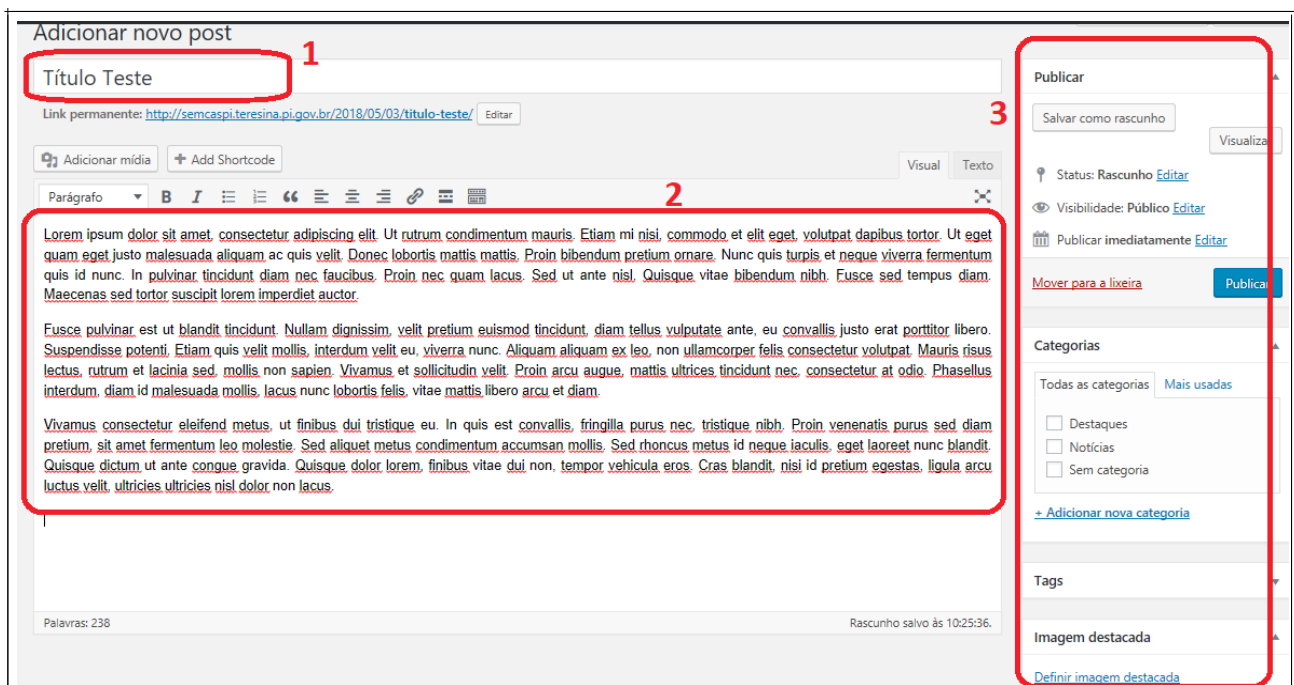 Adicionar novo post
1
Título Teste
Link permanente: http://semcaspi.teresina.pi.gov.br/2018/05/03/titulo-teste/ Editar
Adicionar mídia + Add Shortcode
Visual Texto
Parágrafo B I
2
Lorem ipsum dolor sit amet, consectetur adipiscing elit. Ut rutrum condimentum mauris. Etiam mi nisi, commodo et elit eget, volutpat dapibus tortor. Ut eget
quam eget justo malesuada aliquam ac quis velit. Donec lobortis mattis mattis. Proin bibendum pretium ornare. Nunc quis turpis et neque viverra fermentum
quis id nunc. In pulvinar tincidunt diam nec faucibus. Proin nec quam lacus. Sed ut ante nisl. Quisque vitae bibendum nibh. Fusce sed tempus diam.
Maecenas sed tortor suscipit lorem imperdiet auctor.
Fusce pulvinar est ut blandit tincidunt. Nullam dignissim, velit pretium euismod tincidunt, diam tellus vulputate ante, eu convallis justo erat porttitor libero.
Suspendisse potenti. Etiam quis velit mollis, interdum velit eu, viverra nunc. Aliquam aliquam ex leo, non ullamcorper felis consectetur volutpat. Mauris risus
lectus, rutrum et lacinia sed, mollis non sapien. Vivamus et sollicitudin velit. Proin arcu augue, mattis ultrices tincidunt nec, consectetur at odio. Phasellus
interdum, diam id malesuada mollis, lacus nunc lobortis felis, vitae mattis libero arcu et diam.
Vivamus consectetur eleifend metus, ut finibus dui tristique eu. In quis est convallis, fringilla purus nec, tristique nibh. Proin venenatis purus sed diam
pretium, sit amet fermentum leo molestie. Sed aliquet metus condimentum accumsan mollis. Sed rhoncus metus id neque iaculis, eget laoreet nunc blandit.
Quisque dictum ut ante congue gravida. Quisque dolor lorem, finibus vitae dui non, tempor vehicula eros. Cras blandit, nisi id pretium egestas, ligula arcu
luctus velit, ultricies ultricies nisl dolor non lacus.
Palavras: 238
Rascunho salvo às 10:25:36.
3
Publicar
Salvar como rascunho
Visualizar
Status: Rascunho Editar
Visibilidade: Público Editar
Publicar imediatamente Editar
Mover para a lixeira
Publicar
Categorias
Todas as categorias Mais usadas
Destaques
Notícias
Sem categoria
+ Adicionar nova categoria
Tags
Imagem destacada
Definir imagem destacada